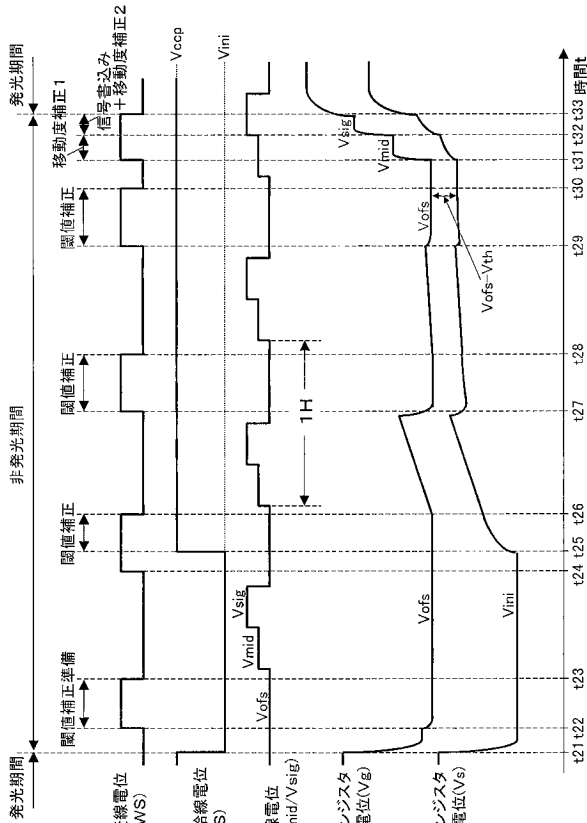 発光期間
非発光期間
発光期間
閾値補正準備
閾値補正
閾値補正
閾値補正
移動度補正1
信号書込み
+移動度補正2
線電位
WS)
Vccp
Vini
給線電位
S)
Vofs
Vmid
Vsig
線電位
mid/Vsig)
1H
ンジスタ
電位(Vg)
Vofs
Vofs
Vmid
Vsig
ンジスタ
電位(Vs)
Vini
Vofs-Vth
t21
t22
t23
t24
t25
t26
t27
t28
t29
t30
t31
t32
t33
時間t